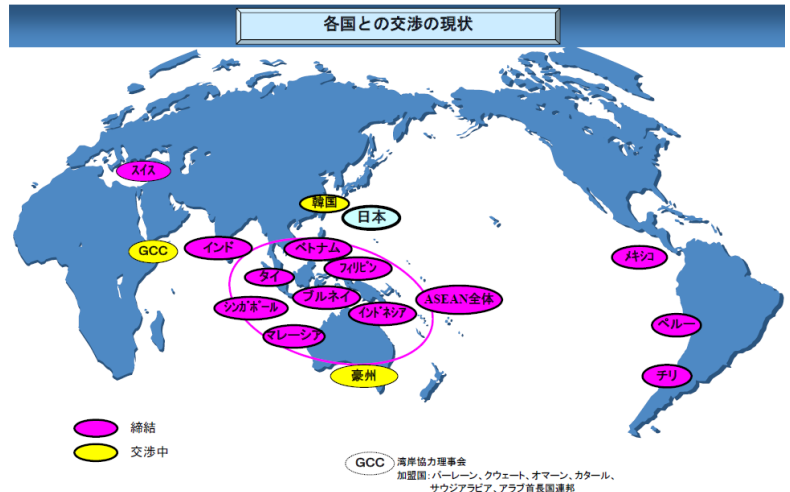 各国との交渉の現状
スイス
韓国
日本
GCC
インド
ベトナム
フィリピン
メキシコ
タイ
ブルネイ
ASEAN全体
シンガポール
インドネシア
マレーシア
ペルー
豪州
チリ
締結
交渉中
GCC 湾岸協力理事会
加盟国:バーレーン、クウェート、オマーン、カタール、
サウジアラビア、アラブ首長国連邦